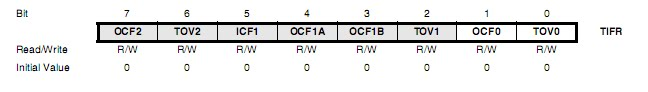 Bit 7 6 5 4 3 2 1 0
OCF2 TOV2 ICF1 OCF1A OCF1B TOV1 OCF0 TOV0 TIFR
Read/Write R/W R/W R/W R/W R/W R/W R/W R/W
Initial Value 0 0 0 0 0 0 0 0